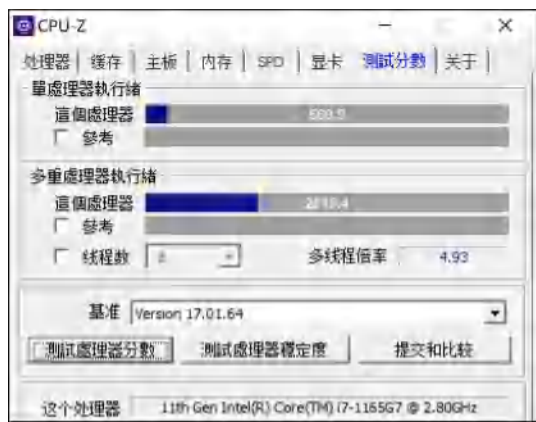 CPU-Z
处理器 缓存 主板 内存 SPD 显卡 測試分數 关于
單處理器執行緒
這個處理器
參考
多重處理器執行緒
這個處理器
參考
线程数 多线程倍率 4.93
基准 Version 17.01.64
測試處理器分數 測試處理器穩定度 提交和比较
这个处理器 11th Gen Intel(R) Core(TM) i7-1165G7 @ 2.80GHz